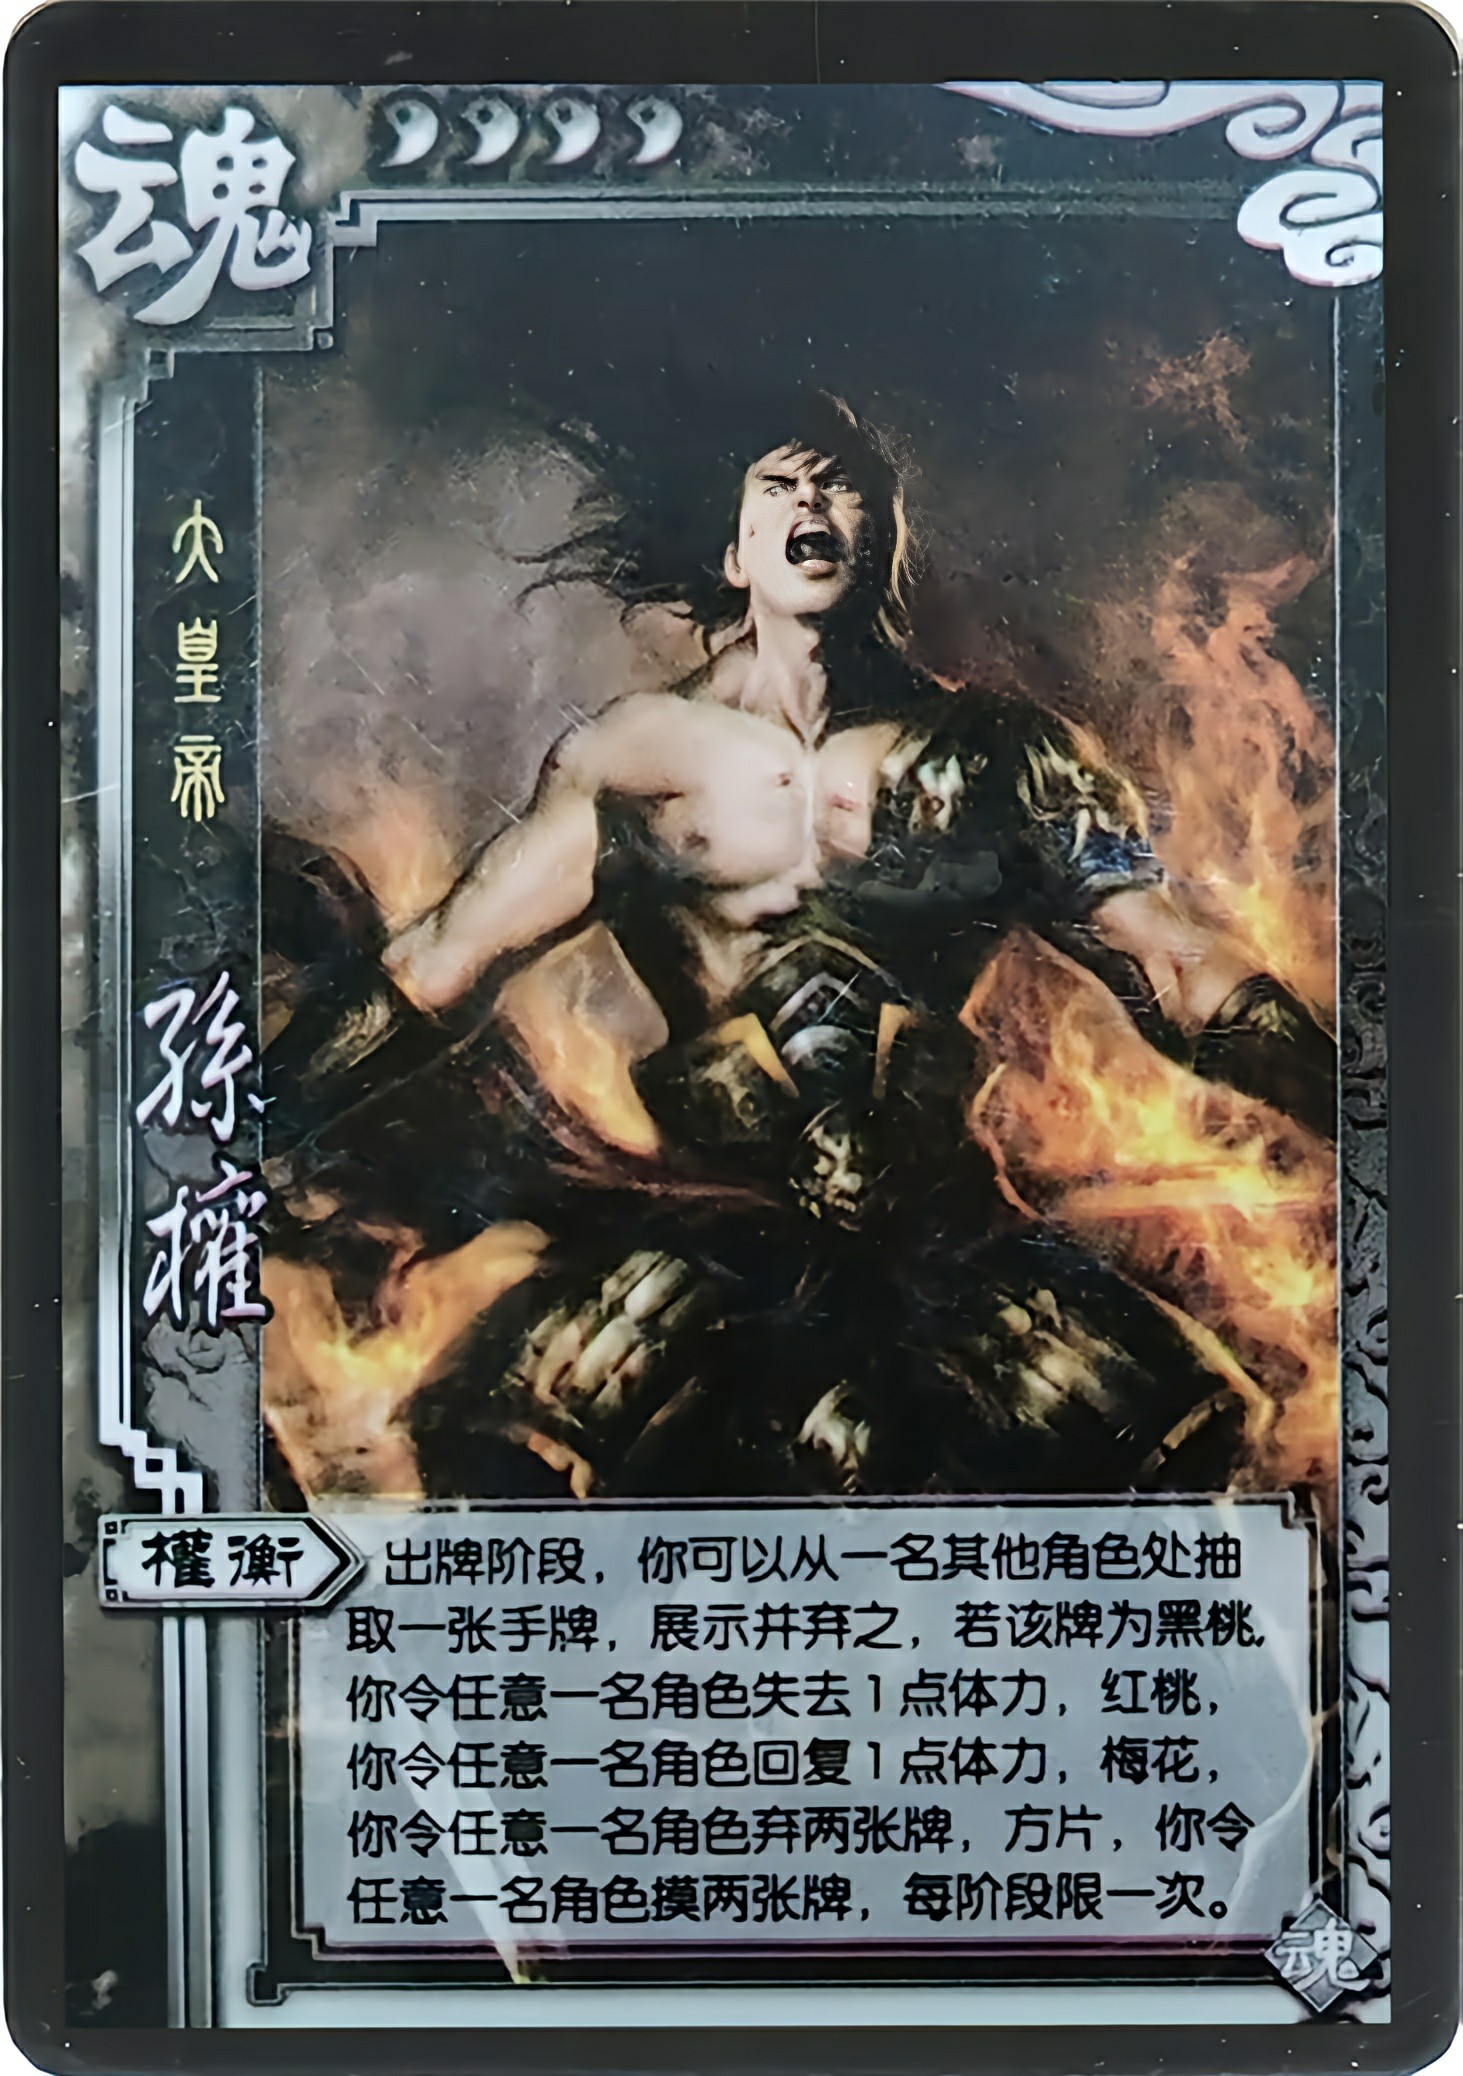 魂
大皇帝
孫權
權衡
出牌阶段，你可以从一名其他角色处抽
取一张手牌，展示并弃之，若该牌为黑桃，
你令任意一名角色失去1点体力，红桃，
你令任意一名角色回复1点体力，梅花，
你令任意一名角色弃两张牌，方片，你令
任意一名角色摸两张牌，每阶段限一次。
魂